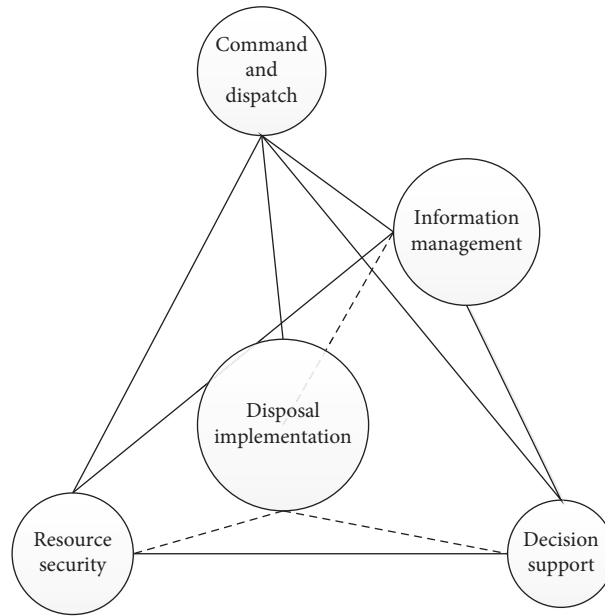 Command
and
dispatch
Information
management
Disposal
implementation
Resource
security
Decision
support